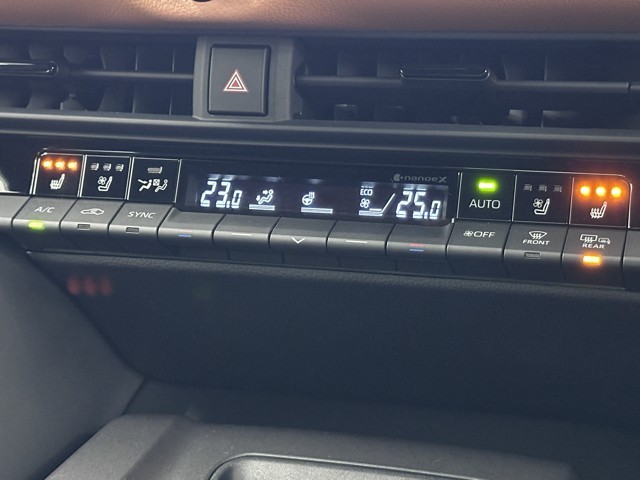 nanoeX
23.0
ECO
25.0
AUTO
A/C
SYNC
OFF
FRONT
REAR